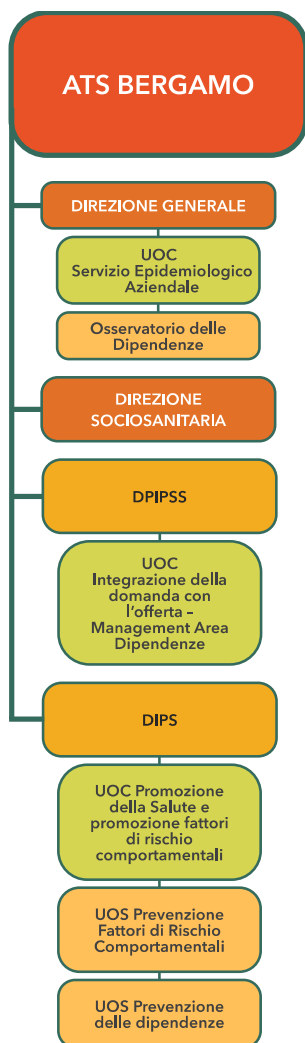 ATS BERGAMO
DIREZIONE GENERALE
UOC
Servizio Epidemiologico
Aziendale
Osservatorio delle
Dipendenze
DIREZIONE
SOCIOSANITARIA
DPIPSS
UOC
Integrazione della
domanda con
l'offerta –
Management Area
Dipendenze
DIPS
UOC Promozione
della Salute e
promozione fattori
di rischio
comportamentali
UOS Prevenzione
Fattori di Rischio
Comportamentali
UOS Prevenzione
delle dipendenze